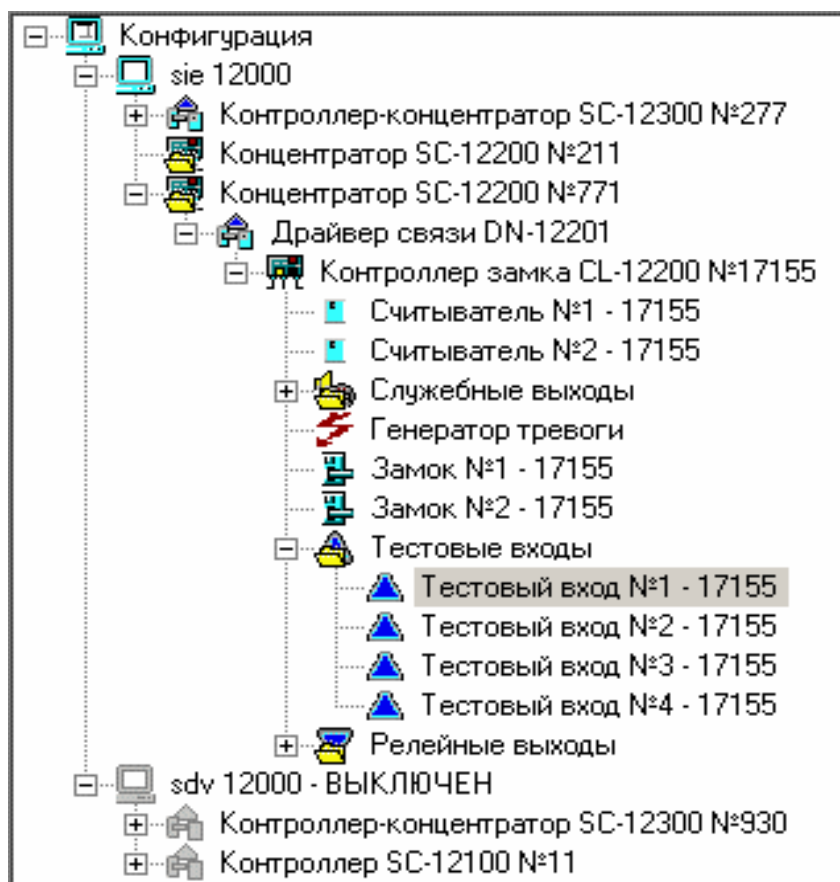 Конфигурация
sie 12000
Контроллер-концентратор SC-12300 №277
Концентратор SC-12200 №211
Концентратор SC-12200 №771
Драйвер связи DN-12201
Контроллер замка CL-12200 №17155
Считыватель №1 - 17155
Считыватель №2 - 17155
Служебные выходы
Генератор тревоги
Замок №1 - 17155
Замок №2 - 17155
Тестовые входы
Тестовый вход №1 - 17155
Тестовый вход №2 - 17155
Тестовый вход №3 - 17155
Тестовый вход №4 - 17155
Релейные выходы
sdv 12000 - ВЫКЛЮЧЕН
Контроллер-концентратор SC-12300 №930
Контроллер SC-12100 №11